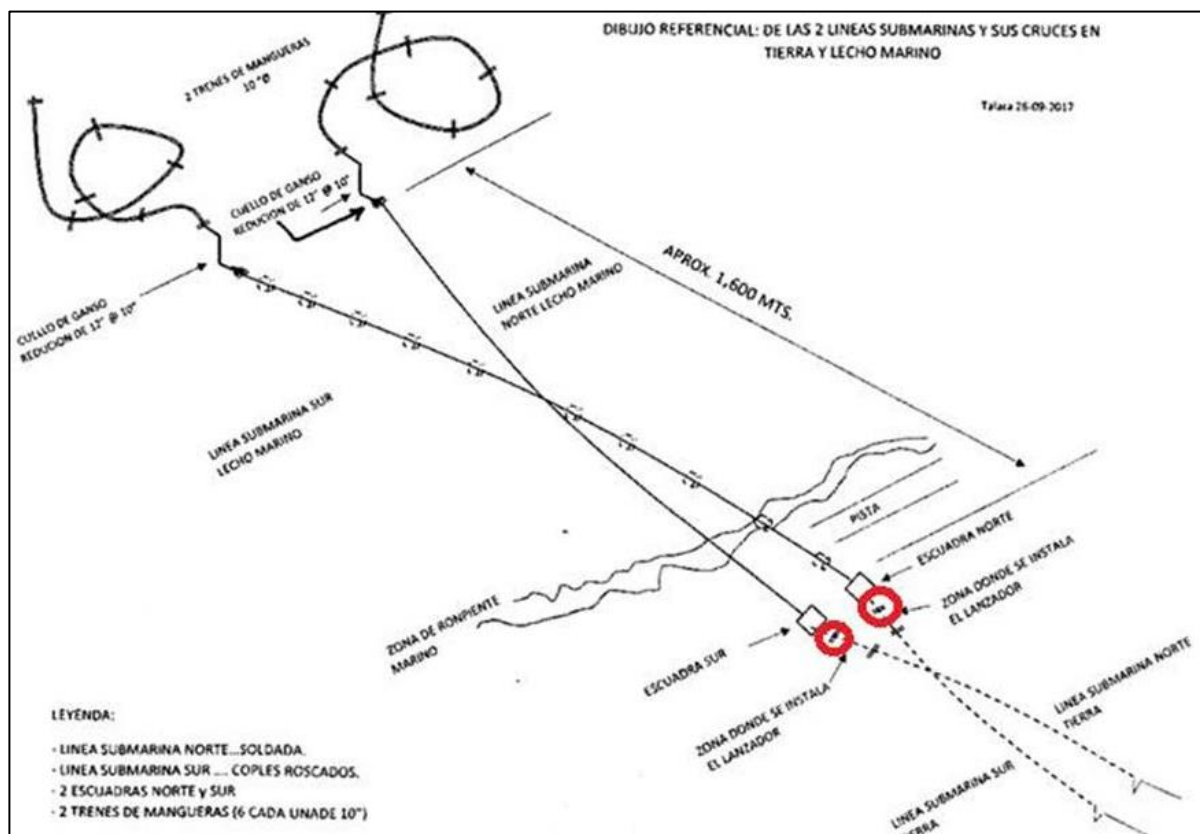 DIBUJO REFERENCIAL: DE LAS 2 LINEAS SUBMARINAS Y SUS CRUCES EN
TIERRA Y LECHO MARINO
Talara 26-09-2017
2 TRENES DE MANGUERAS
10 "Ø
CUELLO DE GANSO
REDUCION DE 12" @ 10"
APROX. 1,600 MTS.
LINEA SUBMARINA
NORTE LECHO MARINO
CUELLO DE GANSO
REDUCION DE 12" @ 10"
LINEA SUBMARINA SUR
LECHO MARINO
PISTA
ESCUADRA NORTE
ZONA DONDE SE INSTALA
EL LANZADOR
ZONA DE RONPIENTE
MARINO
ESCUADRA SUR
ZONA DONDE SE INSTALA
EL LANZADOR
LINEA SUBMARINA NORTE
TIERRA
LINEA SUBMARINA SUR
LEYENDA:
- LINEA SUBMARINA NORTE...SOLDADA.
- LINEA SUBMARINA SUR .... COPLES ROSCADOS.
- 2 ESCUADRAS NORTE y SUR
- 2 TRENES DE MANGUERAS (6 CADA UNADE 10")